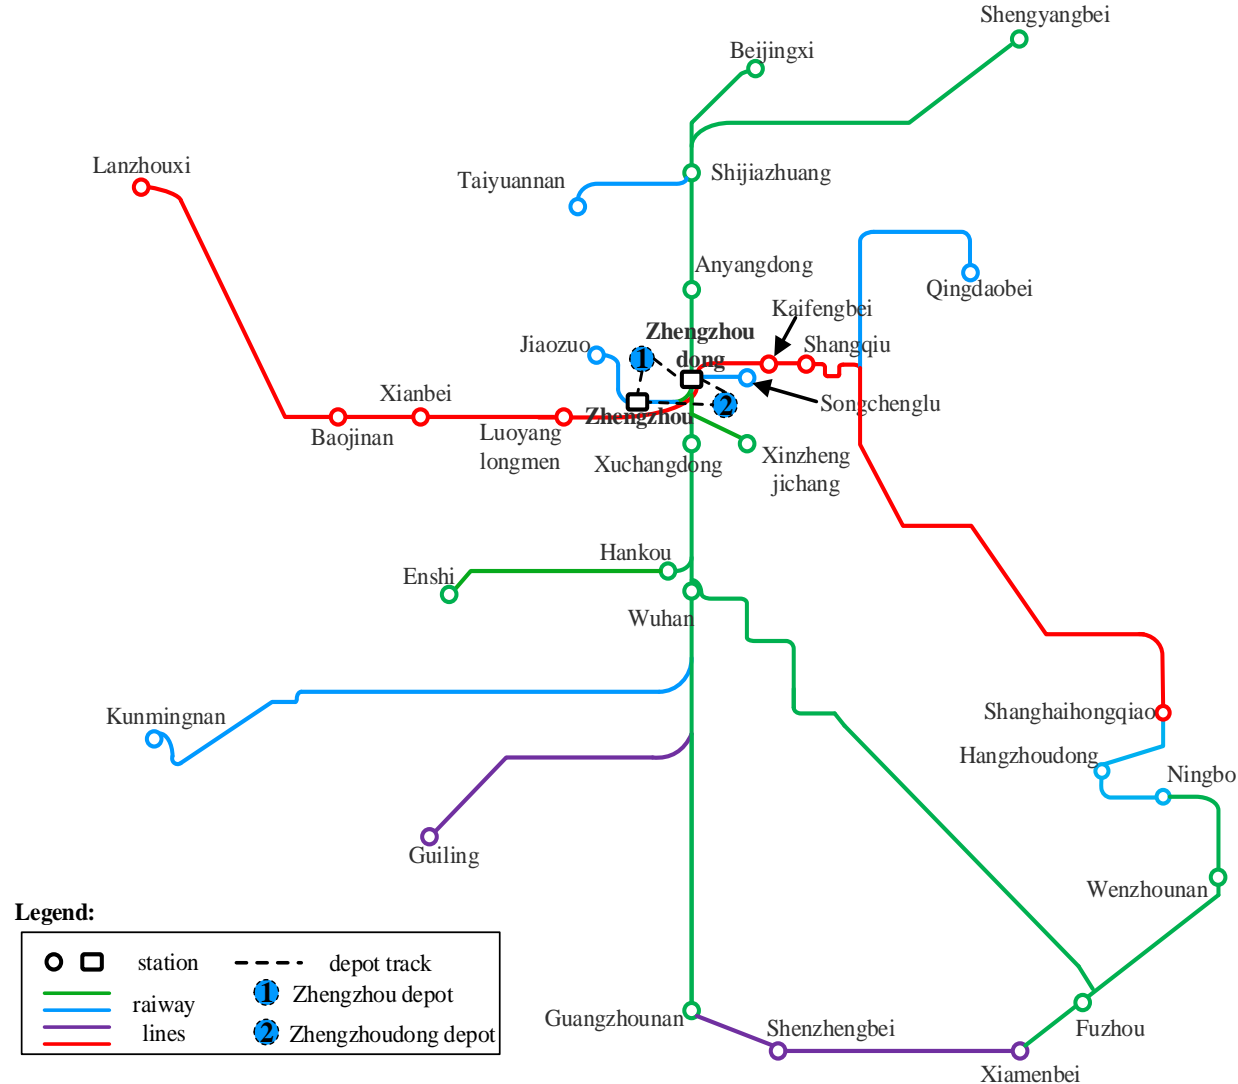 Shengyangbei
Beijingxi
Lanzhouxi
Taiyuannan
Shijiazhuang
Anyangdong
Qingdaobei
Kaifengbei
Zhengzhou
dong
Jiaozuo
1
Shangqiu
Xianbei
Songchenglu
2
Zhengzhou
Baojinan
Luoyang
longmen
Xuchangdong
Xinzheng
jichang
Hankou
Enshi
Wuhan
Kunmingnan
Shanghaihongqiao
Hangzhoudong
Ningbo
Guiling
Wenzhounan
Legend:
station
depot track
1 Zhengzhou depot
raiway
lines
2 Zhengzhoudong depot
Guangzhounan
Shenzhengbei
Fuzhou
Xiamenbei